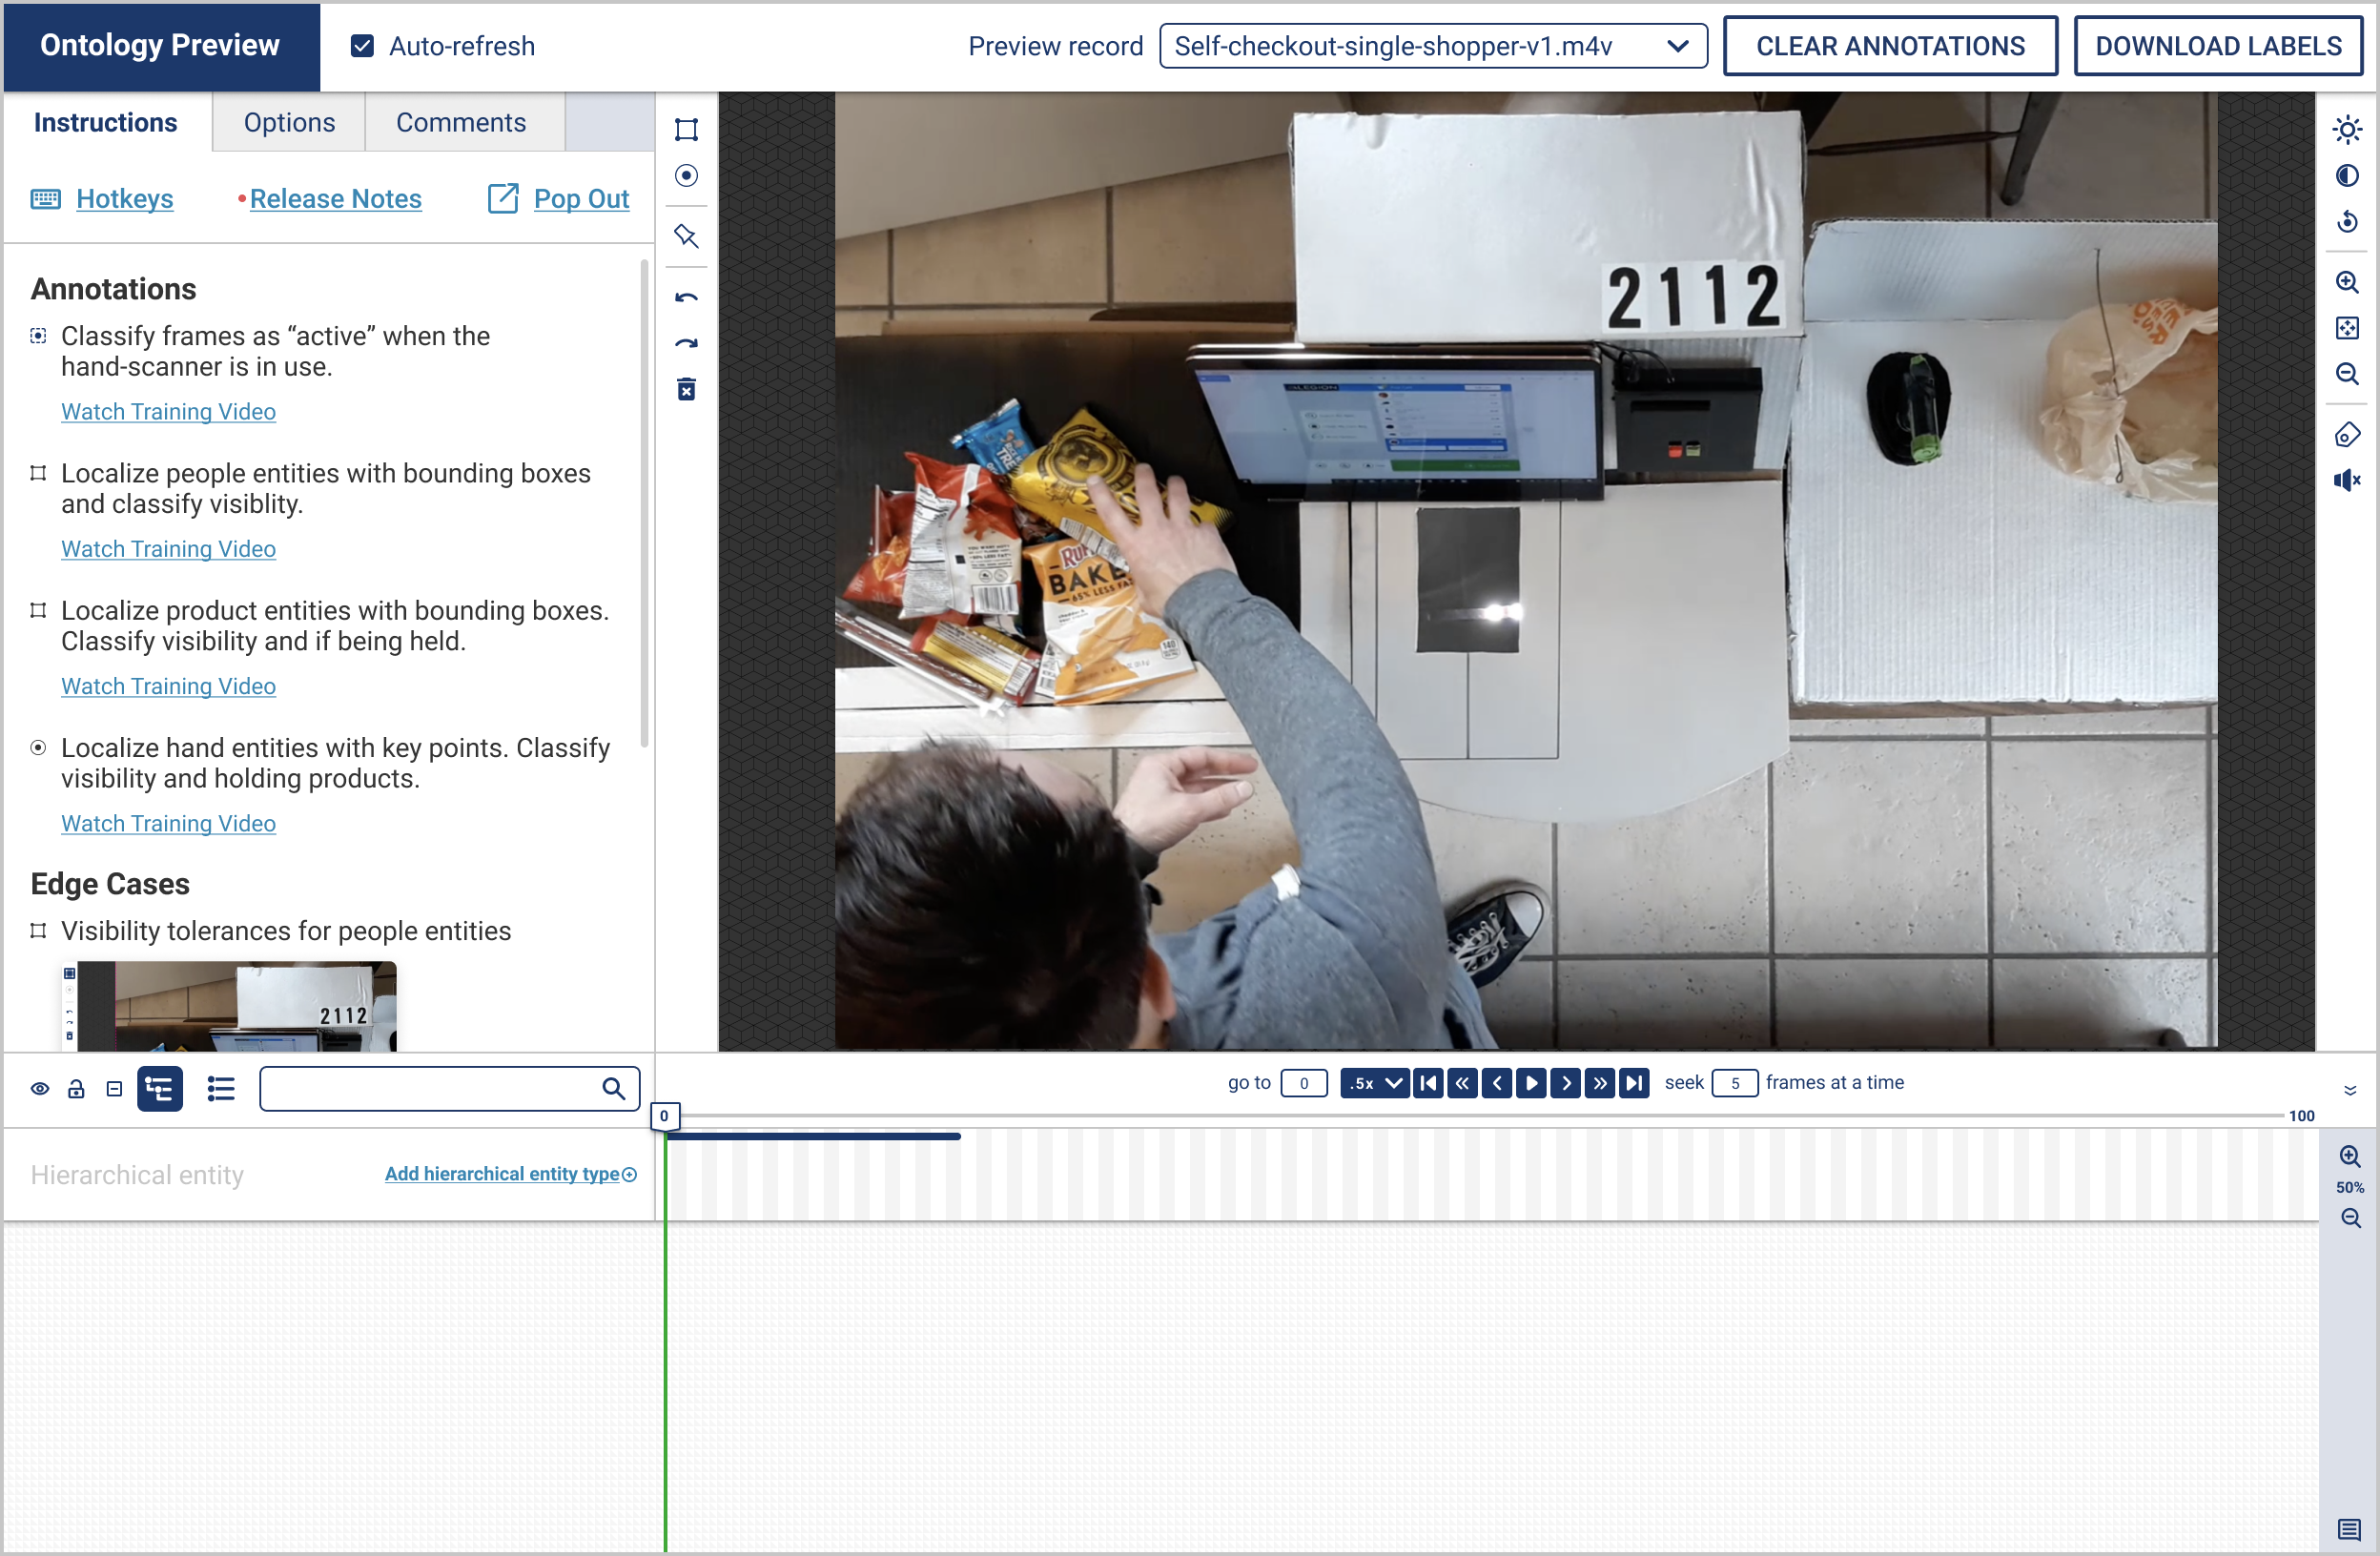 Ontology Preview
Auto-refresh
Preview record
Self-checkout-single-shopper-v1.m4v
CLEAR ANNOTATIONS
DOWNLOAD LABELS
Instructions
Options
Comments
Hotkeys
Release Notes
Pop Out
Annotations
Classify frames as “active” when the
hand-scanner is in use.
Watch Training Video
Localize people entities with bounding boxes
and classify visiblity.
Watch Training Video
Localize product entities with bounding boxes.
Classify visibility and if being held.
Watch Training Video
Localize hand entities with key points. Classify
visibility and holding products.
Watch Training Video
Edge Cases
Visibility tolerances for people entities
2112
2112
LEGION
BAKE
65% LESS FA
140
go to
0
.5x
seek
5
frames at a time
0
100
Hierarchical entity
Add hierarchical entity type
50%